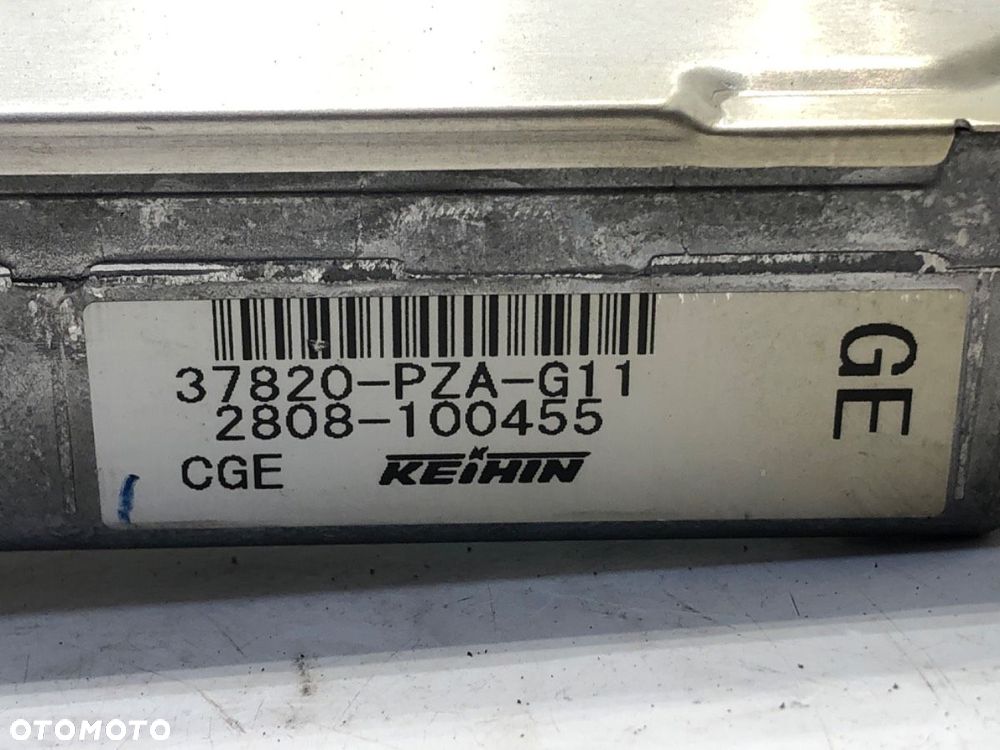 37820-PZA-G11
2808-100455
CGE KEIHIN
GE
OTOMOTO